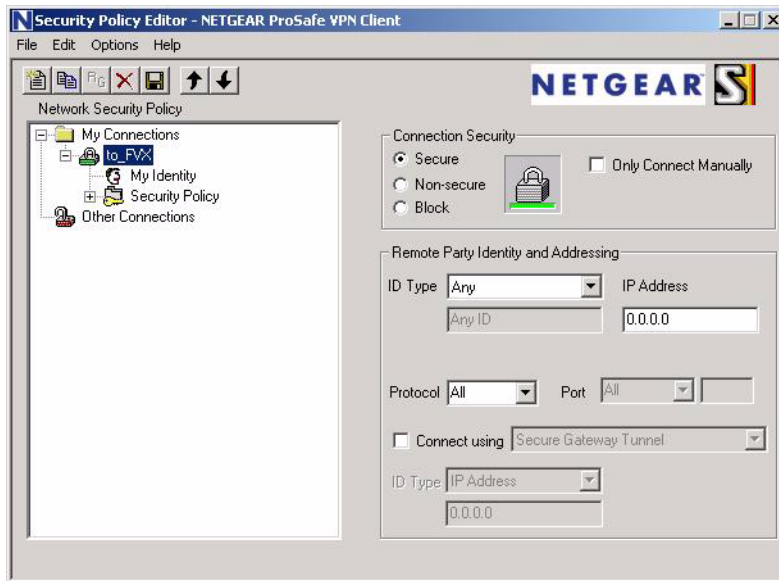 Security Policy Editor - NETGEAR ProSafe VPN Client
File Edit Options Help
NETGEAR
Network Security Policy
My Connections
to_FVX
My Identity
Security Policy
Other Connections
Connection Security
Secure
Non-secure
Block
Only Connect Manually
Remote Party Identity and Addressing
ID Type Any IP Address
Any ID 0.0.0.0
Protocol All Port All
Connect using Secure Gateway Tunnel
ID Type IP Address
0.0.0.0